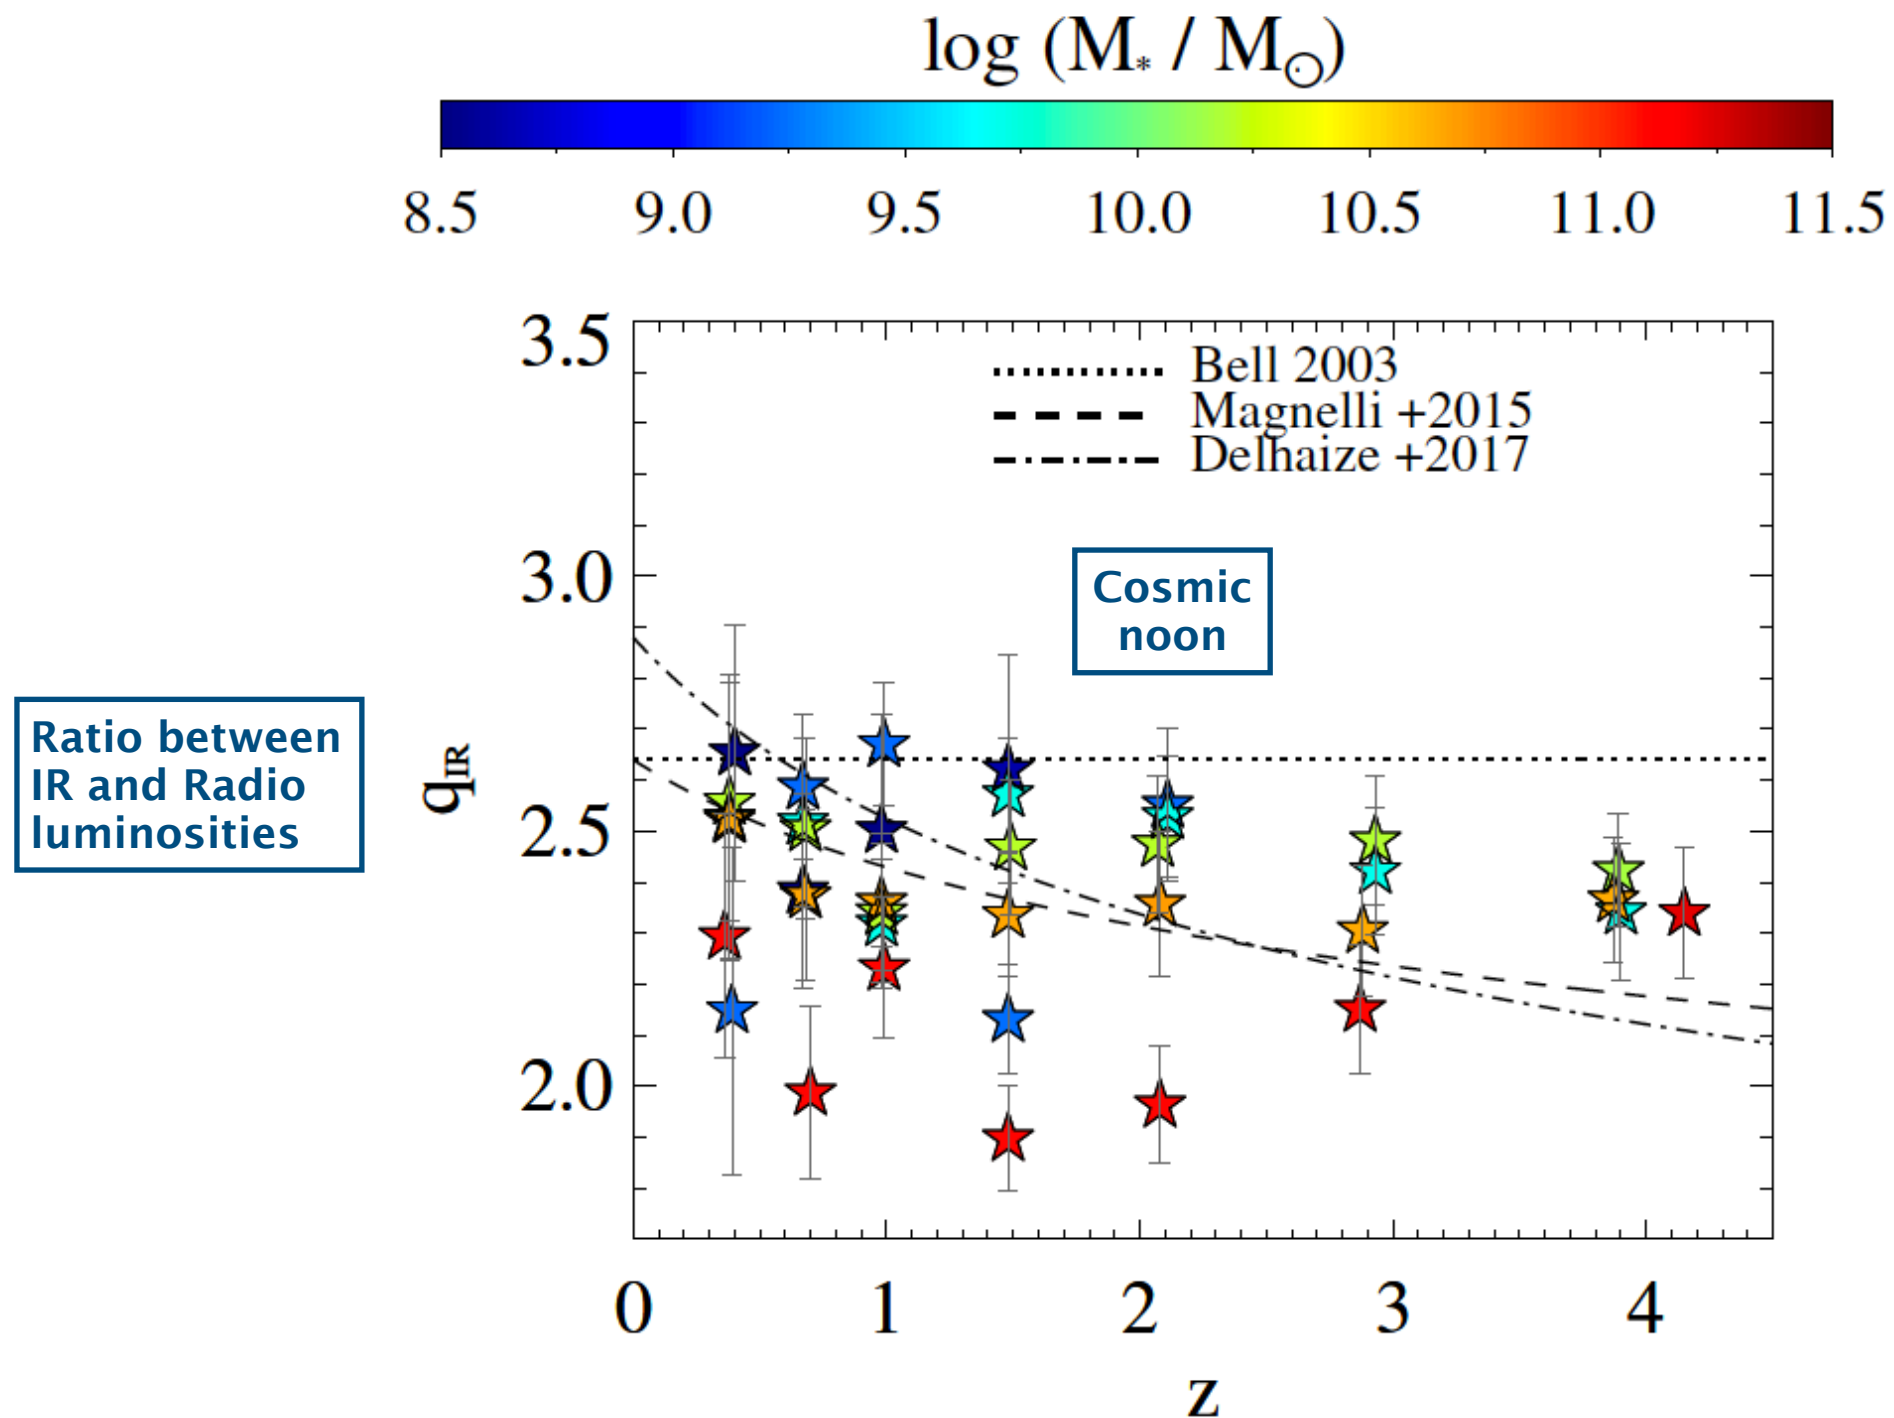 log (M* / M☉)
8.5 9.0 9.5 10.0 10.5 11.0 11.5
3.5
Bell 2003
Magnelli +2015
Delhaize +2017
3.0
Cosmic
noon
Ratio between
IR and Radio
luminosities
qIR
2.5
2.0
0 1 2 3 4
z